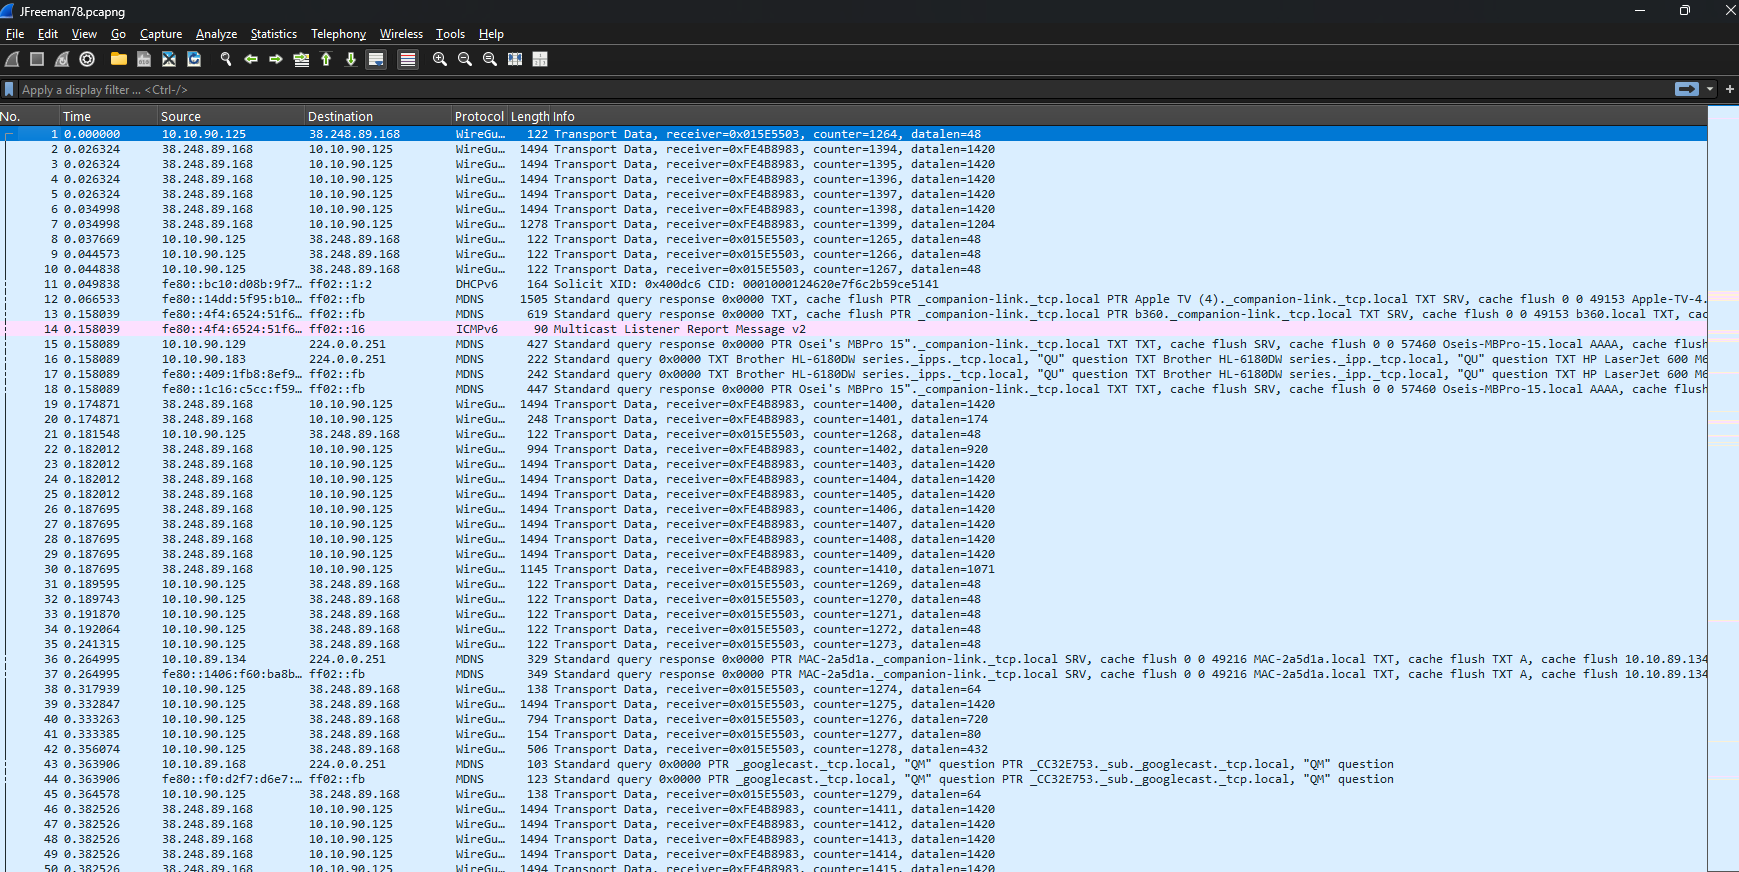 JFreeman78.pcapng
File Edit View Go Capture Analyze Statistics Telephony Wireless Tools Help
Apply a display filter ... <Ctrl-/>
No. Time Source Destination Protocol Length Info
1 0.000000 10.10.90.125 38.248.89.168 WireGu… 122 Transport Data, receiver=0x015E5503, counter=1264, datalen=48
2 0.026324 38.248.89.168 10.10.90.125 WireGu… 1494 Transport Data, receiver=0xFE4B8983, counter=1394, datalen=1420
3 0.026324 38.248.89.168 10.10.90.125 WireGu… 1494 Transport Data, receiver=0xFE4B8983, counter=1395, datalen=1420
4 0.026324 38.248.89.168 10.10.90.125 WireGu… 1494 Transport Data, receiver=0xFE4B8983, counter=1396, datalen=1420
5 0.026324 38.248.89.168 10.10.90.125 WireGu… 1494 Transport Data, receiver=0xFE4B8983, counter=1397, datalen=1420
6 0.034998 38.248.89.168 10.10.90.125 WireGu… 1494 Transport Data, receiver=0xFE4B8983, counter=1398, datalen=1420
7 0.034998 38.248.89.168 10.10.90.125 WireGu… 1278 Transport Data, receiver=0xFE4B8983, counter=1399, datalen=1204
8 0.037669 10.10.90.125 38.248.89.168 WireGu… 122 Transport Data, receiver=0x015E5503, counter=1265, datalen=48
9 0.044573 10.10.90.125 38.248.89.168 WireGu… 122 Transport Data, receiver=0x015E5503, counter=1266, datalen=48
10 0.044838 10.10.90.125 38.248.89.168 WireGu… 122 Transport Data, receiver=0x015E5503, counter=1267, datalen=48
11 0.049838 fe80::bc10:d08b:9f7… ff02::1:2 DHCPv6 164 Solicit XID: 0x400dc6 CID: 0001000124620e7f6c2b59ce5141
12 0.066533 fe80::14dd:5f95:b10… ff02::fb MDNS 1505 Standard query response 0x0000 TXT, cache flush PTR _companion-link._tcp.local PTR Apple TV (4)._companion-link._tcp.local TXT SRV, cache flush 0 0 49153 Apple-TV-4.
13 0.158039 fe80::4f4:6524:51f6… ff02::fb MDNS 619 Standard query response 0x0000 TXT, cache flush PTR _companion-link._tcp.local PTR b360._companion-link._tcp.local TXT SRV, cache flush 0 0 49153 b360.local TXT, cac
14 0.158039 fe80::4f4:6524:51f6… ff02::16 ICMPv6 90 Multicast Listener Report Message v2
15 0.158089 10.10.90.129 224.0.0.251 MDNS 427 Standard query response 0x0000 PTR Osei's MBPro 15"._companion-link._tcp.local TXT TXT, cache flush SRV, cache flush 0 0 57460 Oseis-MBPro-15.local AAAA, cache flush
16 0.158089 10.10.90.183 224.0.0.251 MDNS 222 Standard query 0x0000 TXT Brother HL-6180DW series._ipps._tcp.local, "QU" question TXT Brother HL-6180DW series._ipp._tcp.local, "QU" question TXT HP LaserJet 600 M6
17 0.158089 fe80::409:1fb8:8ef9… ff02::fb MDNS 242 Standard query 0x0000 TXT Brother HL-6180DW series._ipps._tcp.local, "QU" question TXT Brother HL-6180DW series._ipp._tcp.local, "QU" question TXT HP LaserJet 600 M6
18 0.158089 fe80::1c16:c5cc:f59… ff02::fb MDNS 447 Standard query response 0x0000 PTR Osei's MBPro 15"._companion-link._tcp.local TXT TXT, cache flush SRV, cache flush 0 0 57460 Oseis-MBPro-15.local AAAA, cache flush
19 0.174871 38.248.89.168 10.10.90.125 WireGu… 1494 Transport Data, receiver=0xFE4B8983, counter=1400, datalen=1420
20 0.174871 38.248.89.168 10.10.90.125 WireGu… 248 Transport Data, receiver=0xFE4B8983, counter=1401, datalen=174
21 0.181548 10.10.90.125 38.248.89.168 WireGu… 122 Transport Data, receiver=0x015E5503, counter=1268, datalen=48
22 0.182012 38.248.89.168 10.10.90.125 WireGu… 994 Transport Data, receiver=0xFE4B8983, counter=1402, datalen=920
23 0.182012 38.248.89.168 10.10.90.125 WireGu… 1494 Transport Data, receiver=0xFE4B8983, counter=1403, datalen=1420
24 0.182012 38.248.89.168 10.10.90.125 WireGu… 1494 Transport Data, receiver=0xFE4B8983, counter=1404, datalen=1420
25 0.182012 38.248.89.168 10.10.90.125 WireGu… 1494 Transport Data, receiver=0xFE4B8983, counter=1405, datalen=1420
26 0.187695 38.248.89.168 10.10.90.125 WireGu… 1494 Transport Data, receiver=0xFE4B8983, counter=1406, datalen=1420
27 0.187695 38.248.89.168 10.10.90.125 WireGu… 1494 Transport Data, receiver=0xFE4B8983, counter=1407, datalen=1420
28 0.187695 38.248.89.168 10.10.90.125 WireGu… 1494 Transport Data, receiver=0xFE4B8983, counter=1408, datalen=1420
29 0.187695 38.248.89.168 10.10.90.125 WireGu… 1494 Transport Data, receiver=0xFE4B8983, counter=1409, datalen=1420
30 0.187695 38.248.89.168 10.10.90.125 WireGu… 1145 Transport Data, receiver=0xFE4B8983, counter=1410, datalen=1071
31 0.189595 10.10.90.125 38.248.89.168 WireGu… 122 Transport Data, receiver=0x015E5503, counter=1269, datalen=48
32 0.189743 10.10.90.125 38.248.89.168 WireGu… 122 Transport Data, receiver=0x015E5503, counter=1270, datalen=48
33 0.191870 10.10.90.125 38.248.89.168 WireGu… 122 Transport Data, receiver=0x015E5503, counter=1271, datalen=48
34 0.192064 10.10.90.125 38.248.89.168 WireGu… 122 Transport Data, receiver=0x015E5503, counter=1272, datalen=48
35 0.241315 10.10.90.125 38.248.89.168 WireGu… 122 Transport Data, receiver=0x015E5503, counter=1273, datalen=48
36 0.264995 10.10.89.134 224.0.0.251 MDNS 329 Standard query response 0x0000 PTR MAC-2a5d1a._companion-link._tcp.local SRV, cache flush 0 0 49216 MAC-2a5d1a.local TXT, cache flush TXT A, cache flush 10.10.89.134
37 0.264995 fe80::1406:f60:ba8b… ff02::fb MDNS 349 Standard query response 0x0000 PTR MAC-2a5d1a._companion-link._tcp.local SRV, cache flush 0 0 49216 MAC-2a5d1a.local TXT, cache flush TXT A, cache flush 10.10.89.134
38 0.317939 10.10.90.125 38.248.89.168 WireGu… 138 Transport Data, receiver=0x015E5503, counter=1274, datalen=64
39 0.332847 10.10.90.125 38.248.89.168 WireGu… 1494 Transport Data, receiver=0x015E5503, counter=1275, datalen=1420
40 0.333263 10.10.90.125 38.248.89.168 WireGu… 794 Transport Data, receiver=0x015E5503, counter=1276, datalen=720
41 0.333385 10.10.90.125 38.248.89.168 WireGu… 154 Transport Data, receiver=0x015E5503, counter=1277, datalen=80
42 0.356074 10.10.90.125 38.248.89.168 WireGu… 506 Transport Data, receiver=0x015E5503, counter=1278, datalen=432
43 0.363906 10.10.89.168 224.0.0.251 MDNS 103 Standard query 0x0000 PTR _googlecast._tcp.local, "QM" question PTR _CC32E753._sub._googlecast._tcp.local, "QM" question
44 0.363906 fe80::f0:d2f7:d6e7:… ff02::fb MDNS 123 Standard query 0x0000 PTR _googlecast._tcp.local, "QM" question PTR _CC32E753._sub._googlecast._tcp.local, "QM" question
45 0.364578 10.10.90.125 38.248.89.168 WireGu… 138 Transport Data, receiver=0x015E5503, counter=1279, datalen=64
46 0.382526 38.248.89.168 10.10.90.125 WireGu… 1494 Transport Data, receiver=0xFE4B8983, counter=1411, datalen=1420
47 0.382526 38.248.89.168 10.10.90.125 WireGu… 1494 Transport Data, receiver=0xFE4B8983, counter=1412, datalen=1420
48 0.382526 38.248.89.168 10.10.90.125 WireGu… 1494 Transport Data, receiver=0xFE4B8983, counter=1413, datalen=1420
49 0.382526 38.248.89.168 10.10.90.125 WireGu… 1494 Transport Data, receiver=0xFE4B8983, counter=1414, datalen=1420
50 0.382526 38.248.89.168 10.10.90.125 WireGu… 1494 Transport Data, receiver=0xFE4B8983, counter=1415, datalen=1420